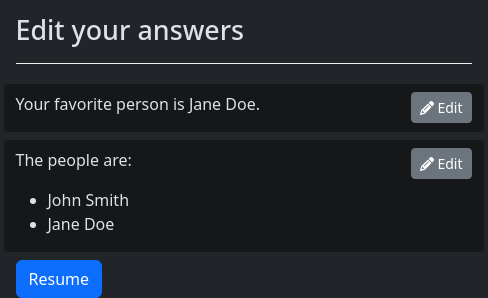 Edit your answers
Your favorite person is Jane Doe.
Edit
The people are:
Edit
John Smith
Jane Doe
Resume